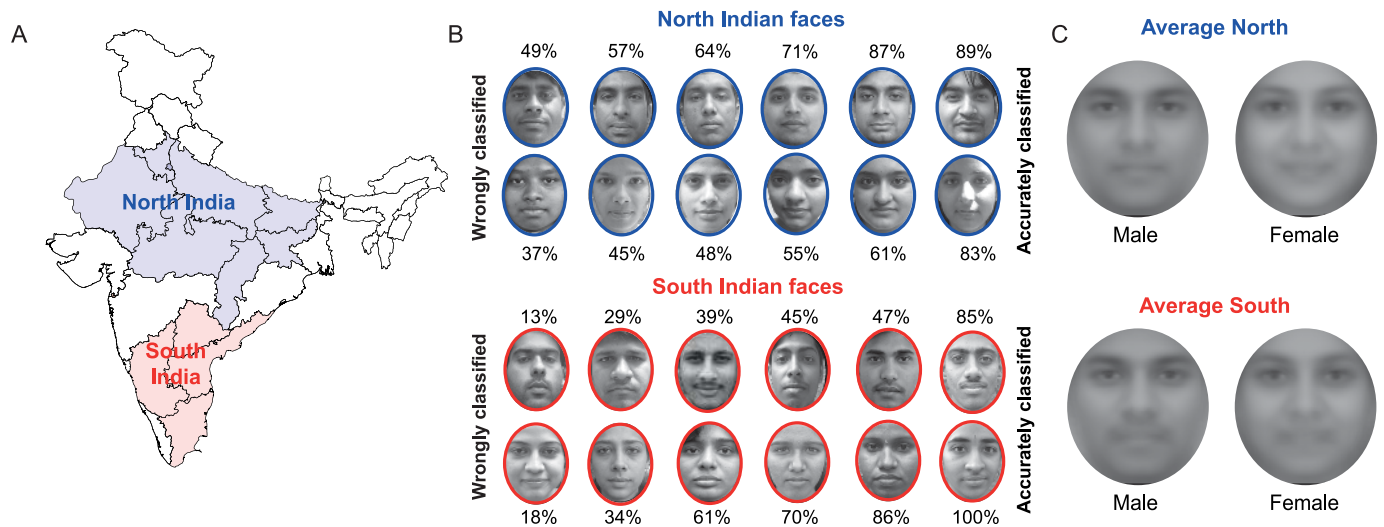 A
North India
South
India
B
North Indian faces
49% 57% 64% 71% 87% 89%
Wrongly classified
Accurately classified
37% 45% 48% 55% 61% 83%
South Indian faces
13% 29% 39% 45% 47% 85%
Wrongly classified
Accurately classified
18% 34% 61% 70% 86% 100%
C
Average North
Male Female
Average South
Male Female